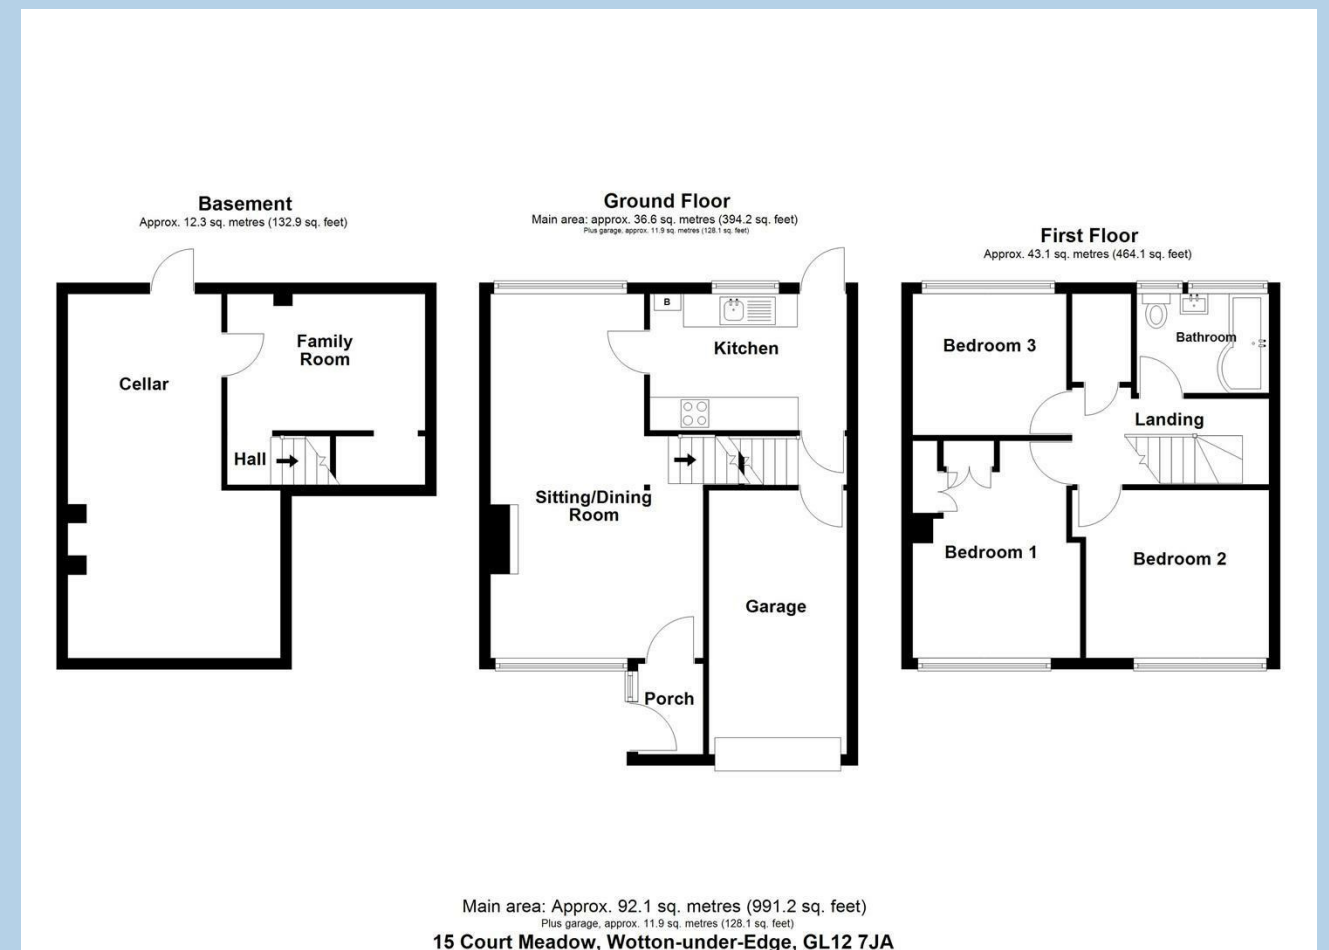 Basement
Approx. 12.3 sq. metres (132.9 sq. feet)
Cellar
Family
Room
Hall
Ground Floor
Main area: approx. 36.6 sq. metres (394.2 sq. feet)
Plus garage, approx. 11.9 sq. metres (128.1 sq. feet)
B
Kitchen
Sitting/Dining
Room
Garage
Porch
First Floor
Approx. 43.1 sq. metres (464.1 sq. feet)
Bedroom 3
Bathroom
Landing
Bedroom 1
Bedroom 2
Main area: Approx. 92.1 sq. metres (991.2 sq. feet)
Plus garage, approx. 11.9 sq. metres (128.1 sq. feet)
15 Court Meadow, Wotton-under-Edge, GL12 7JA